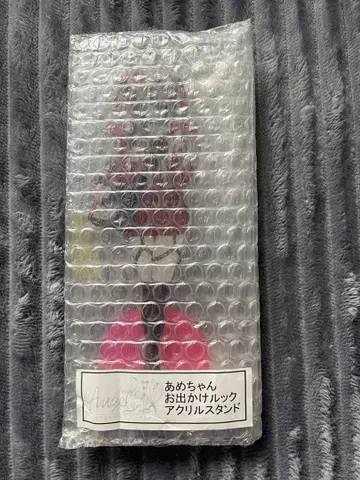 Angel
あめちゃん
お出かけルック
アクリルスタンド